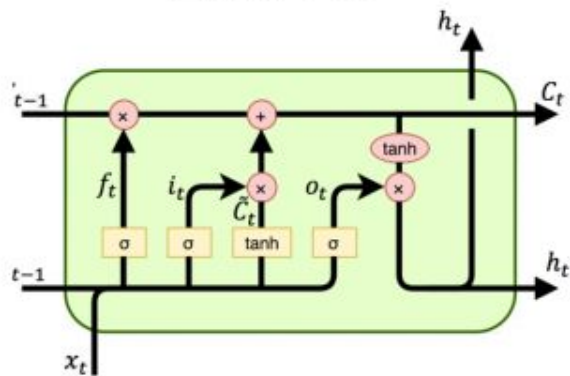 h_t
't-1
C_t
×
+
tanh
f_t
i_t
×
o_t
×
C̃_t
σ
σ
tanh
σ
t-1
h_t
x_t